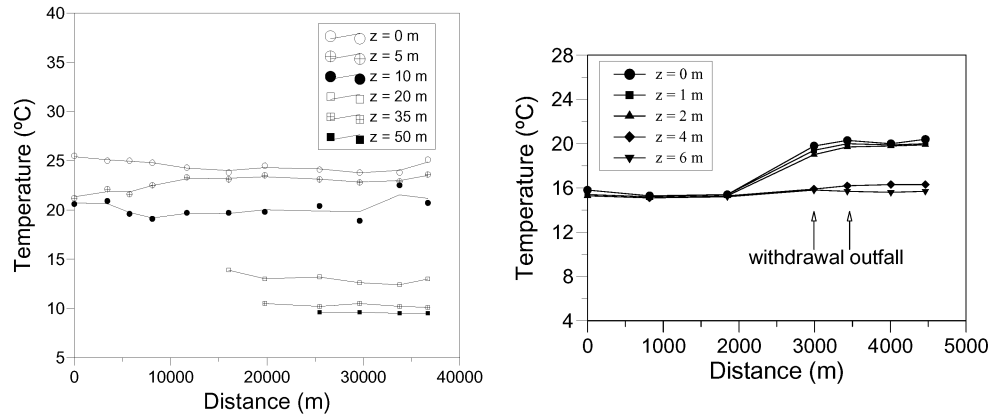 40
35
30
25
20
15
10
5
Temperature (ºC)
0
10000
20000
30000
40000
Distance (m)
z = 0 m
z = 5 m
z = 10 m
z = 20 m
z = 35 m
z = 50 m
28
24
20
16
12
8
4
Temperature (ºC)
0
1000
2000
3000
4000
5000
Distance (m)
z = 0 m
z = 1 m
z = 2 m
z = 4 m
z = 6 m
withdrawal outfall